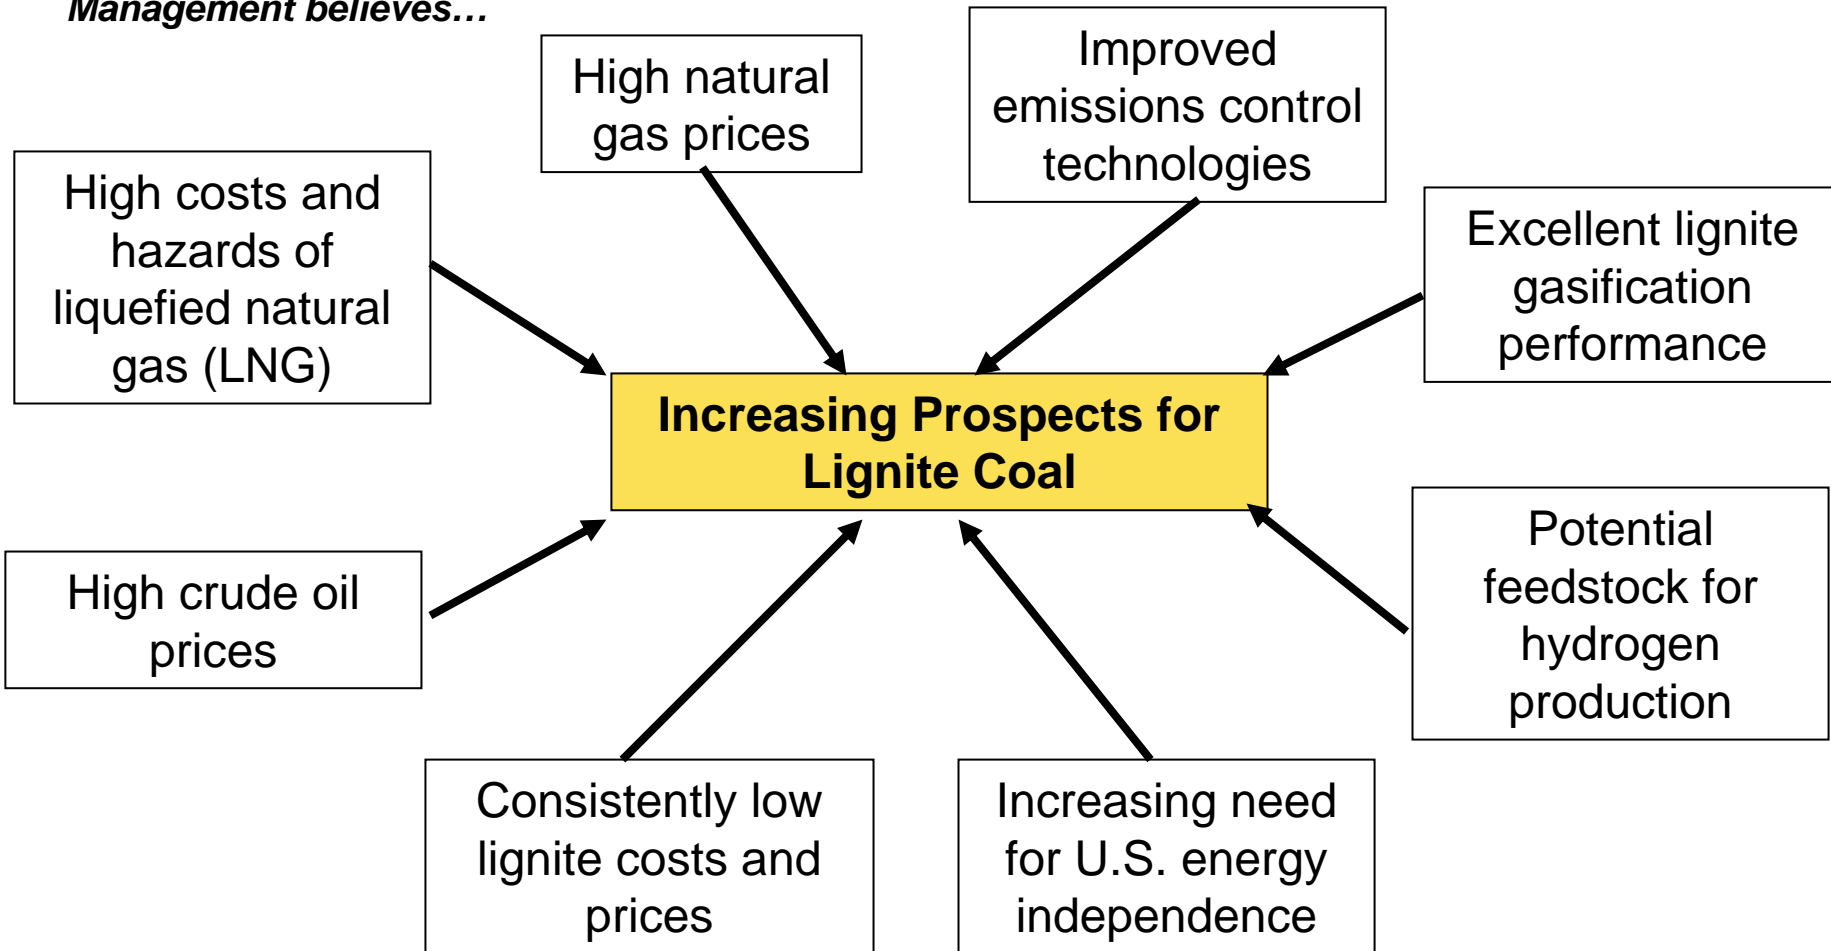 Management believes…
High natural
gas prices
Improved
emissions control
technologies
High costs and
hazards of
liquefied natural
gas (LNG)
Excellent lignite
gasification
performance
Increasing Prospects for
Lignite Coal
High crude oil
prices
Potential
feedstock for
hydrogen
production
Consistently low
lignite costs and
prices
Increasing need
for U.S. energy
independence